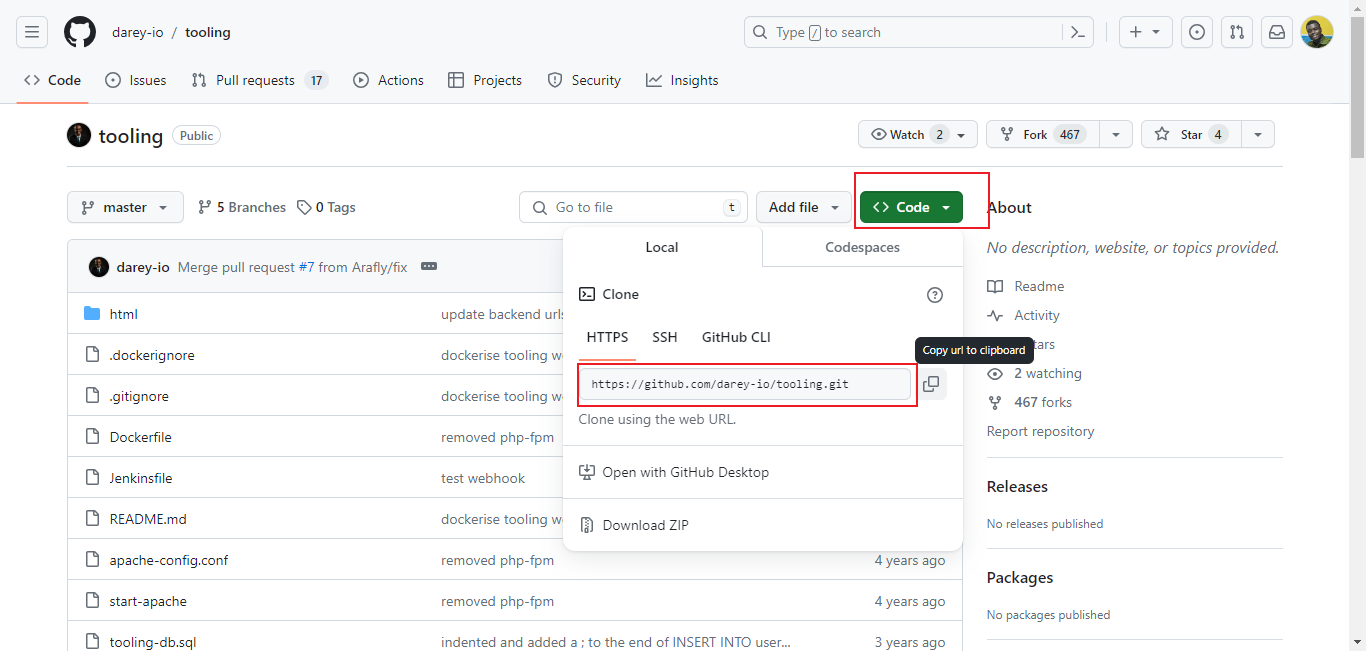 darey-io / tooling
Type / to search
Code
Issues
Pull requests 17
Actions
Projects
Security
Insights
tooling Public
Watch 2
Fork 467
Star 4
master
5 Branches
0 Tags
Go to file t
Add file
Code
About
No description, website, or topics provided.
Readme
Activity
2 watching
467 forks
Report repository
Releases
No releases published
Packages
No packages published
Local
Codespaces
Clone
HTTPS
SSH
GitHub CLI
Copy url to clipboard
https://github.com/darey-io/tooling.git
Clone using the web URL.
Open with GitHub Desktop
Download ZIP
darey-io Merge pull request #7 from Arafly/fix
html update backend urls
.dockerignore dockerise tooling
.gitignore dockerise tooling
Dockerfile removed php-fpm
Jenkinsfile test webhook
README.md dockerise tooling
apache-config.conf removed php-fpm 4 years ago
start-apache removed php-fpm 4 years ago
tooling-db.sql indented and added a ; to the end of INSERT INTO user... 3 years ago